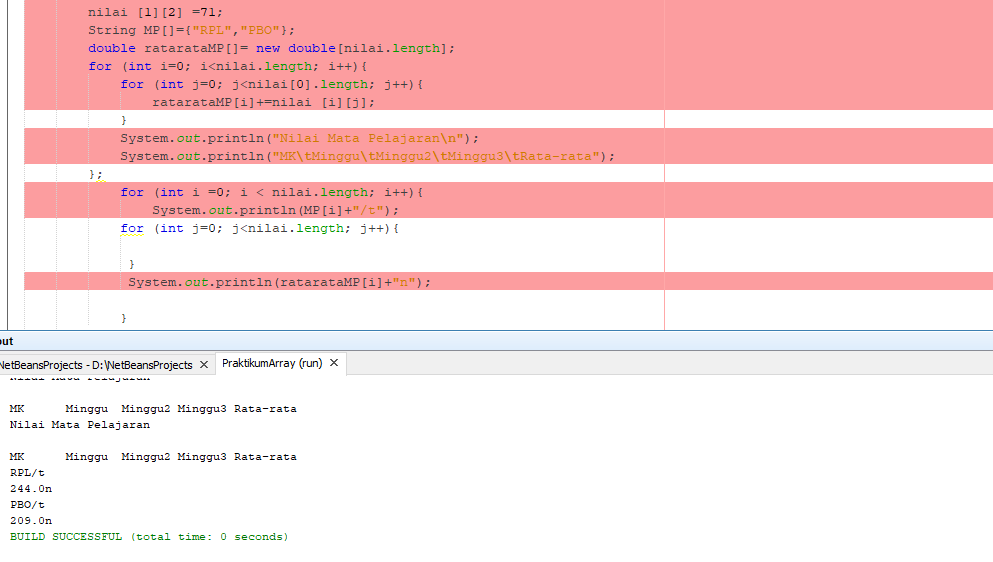 nilai [1][2] =71;
String MP[]={"RPL","PBO"};
double ratarataMP[]= new double[nilai.length];
for (int i=0; i<nilai.length; i++){
for (int j=0; j<nilai[0].length; j++){
ratarataMP[i]+=nilai [i][j];
}
System.out.println("Nilai Mata Pelajaran\n");
System.out.println("MK\tMinggu\tMinggu2\tMinggu3\tRata-rata");
};
for (int i =0; i < nilai.length; i++){
System.out.println(MP[i]+"/t");
for (int j=0; j<nilai.length; j++){
}
System.out.println(ratarataMP[i]+"n");
}
out
NetBeansProjects - D:\NetBeansProjects × PraktikumArray (run) ×
Nilai Mata Pelajaran
MK Minggu Minggu2 Minggu3 Rata-rata
Nilai Mata Pelajaran
MK Minggu Minggu2 Minggu3 Rata-rata
RPL/t
244.0n
PBO/t
209.0n
BUILD SUCCESSFUL (total time: 0 seconds)